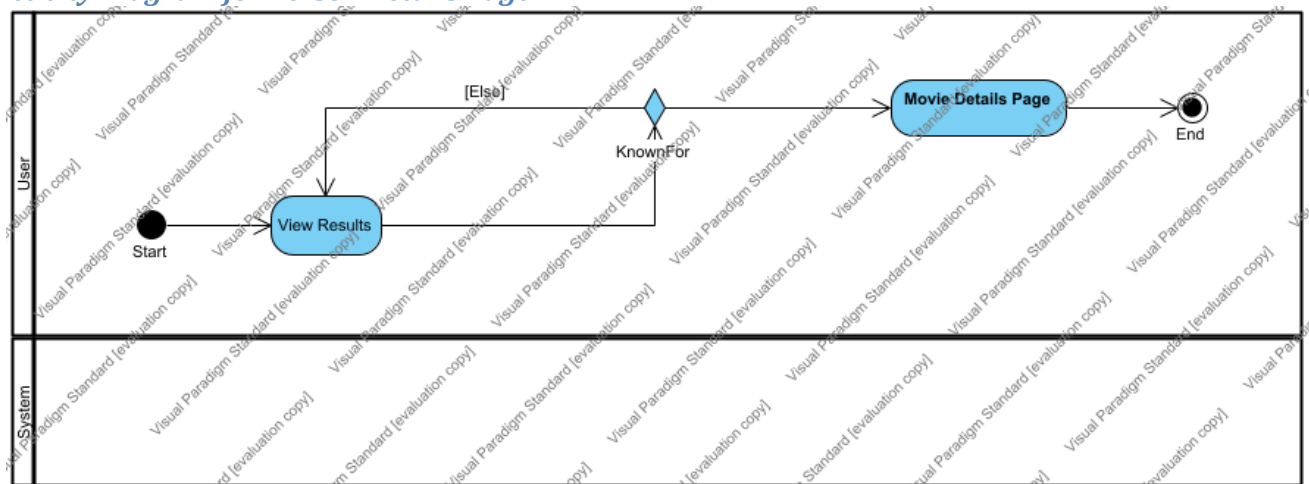 [Else]
Movie Details Page
KnownFor
End
User
View Results
Start
System
Visual Paradigm Standard [evaluation copy]